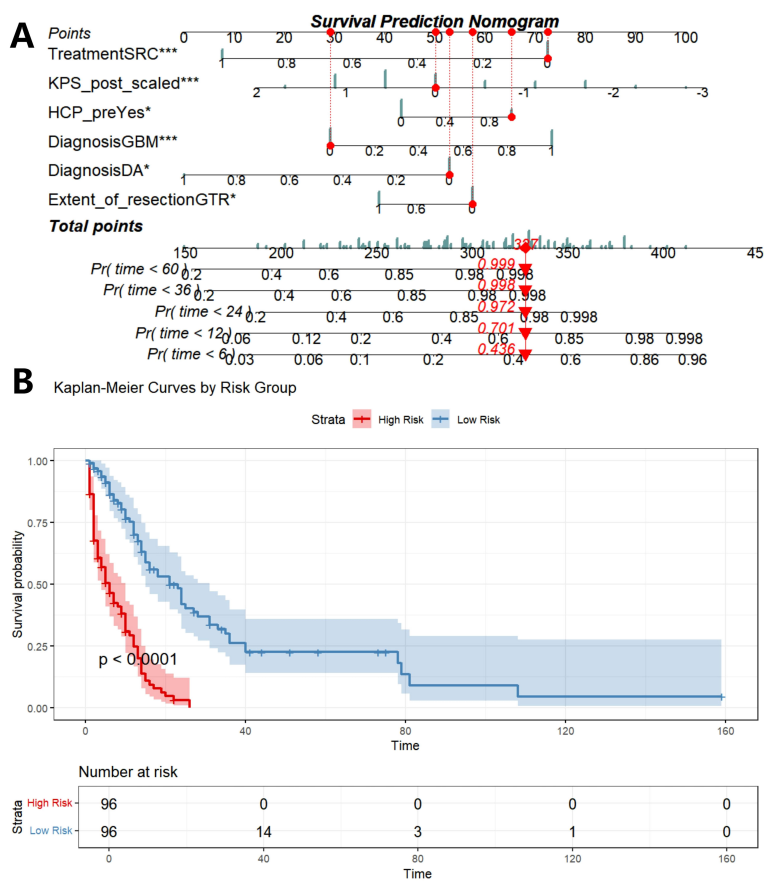 A
Survival Prediction Nomogram
Points 0 10 20 30 40 50 60 70 80 90 100
TreatmentSRC*** 1 0.8 0.6 0.4 0.2 0
KPS_post_scaled*** 2 1 0 -1 -2 -3
HCP_preYes* 0 0.4 0.8
DiagnosisGBM*** 0 0.2 0.4 0.6 0.8 1
DiagnosisDA* 1 0.8 0.6 0.4 0.2 0
Extent_of_resectionGTR* 1 0.6 0
Total points
327
150 200 250 300 350 400 45
0.999
Pr( time < 60 ) 0.2 0.4 0.6 0.85 0.98 0.998
0.998
Pr( time < 36 ) 0.2 0.4 0.6 0.85 0.98 0.998
0.972
Pr( time < 24 ) 0.2 0.4 0.6 0.85 0.98 0.998
0.701
Pr( time < 12 ) 0.06 0.12 0.2 0.4 0.6 0.85 0.98 0.998
0.436
Pr( time < 6 ) 0.03 0.06 0.1 0.2 0.4 0.6 0.86 0.96
B
Kaplan-Meier Curves by Risk Group
Strata High Risk Low Risk
Survival probability
1.00
0.75
0.50
0.25
0.00
p < 0.0001
0 40 80 120 160
Time
Number at risk
Strata
High Risk 96 0 0 0 0
Low Risk 96 14 3 1 0
0 40 80 120 160
Time